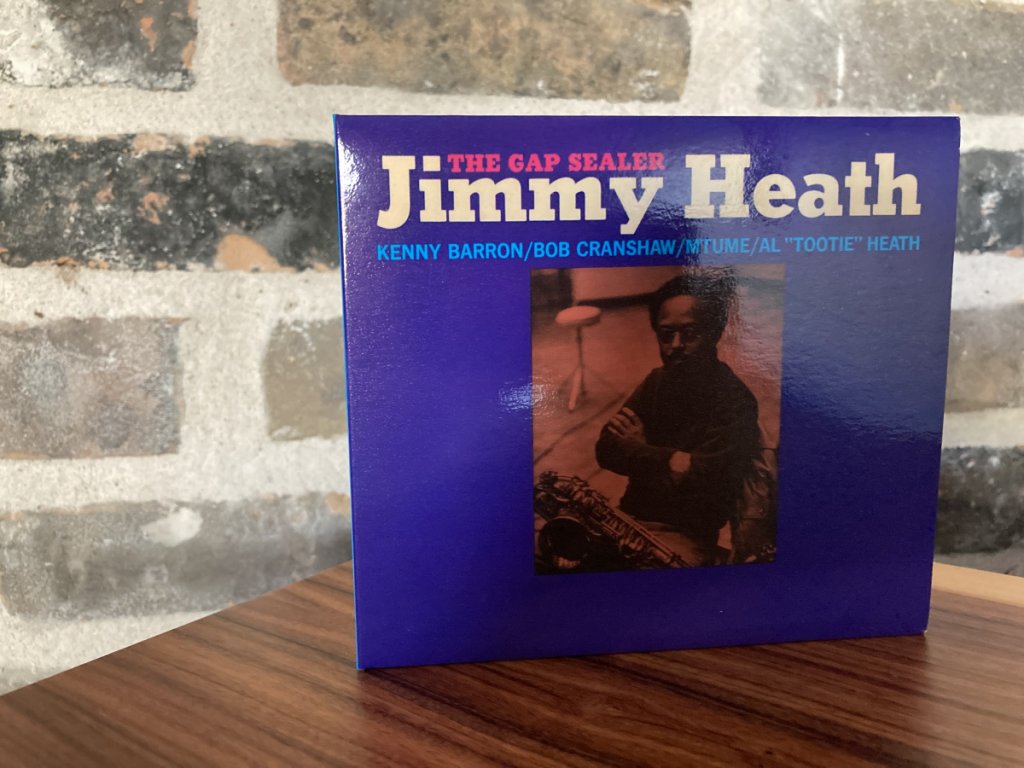 THE GAP SEALER
Jimmy Heath
KENNY BARRON/BOB CRANSHAW/MTUME/AL "TOOTIE" HEATH